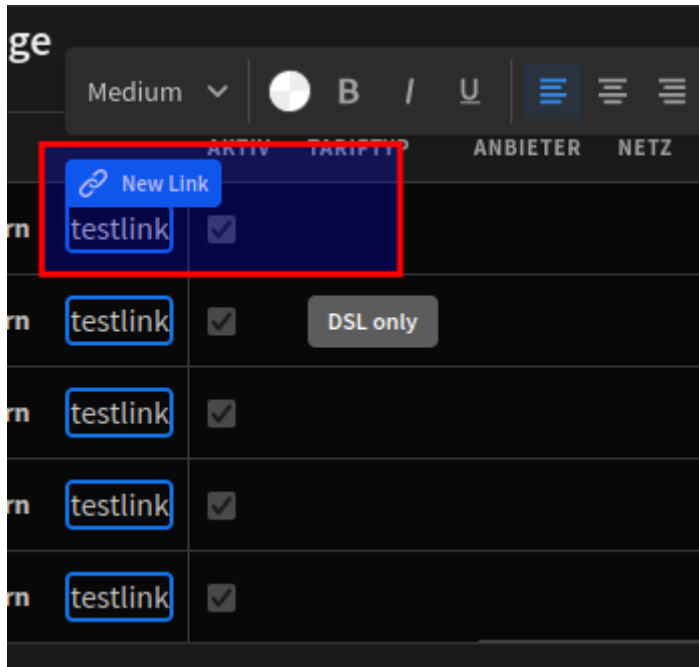 ge
Medium B I U
AKTIV TARIFTYP ANBIETER NETZ
New Link
rn testlink
rn testlink DSL only
rn testlink
rn testlink
rn testlink